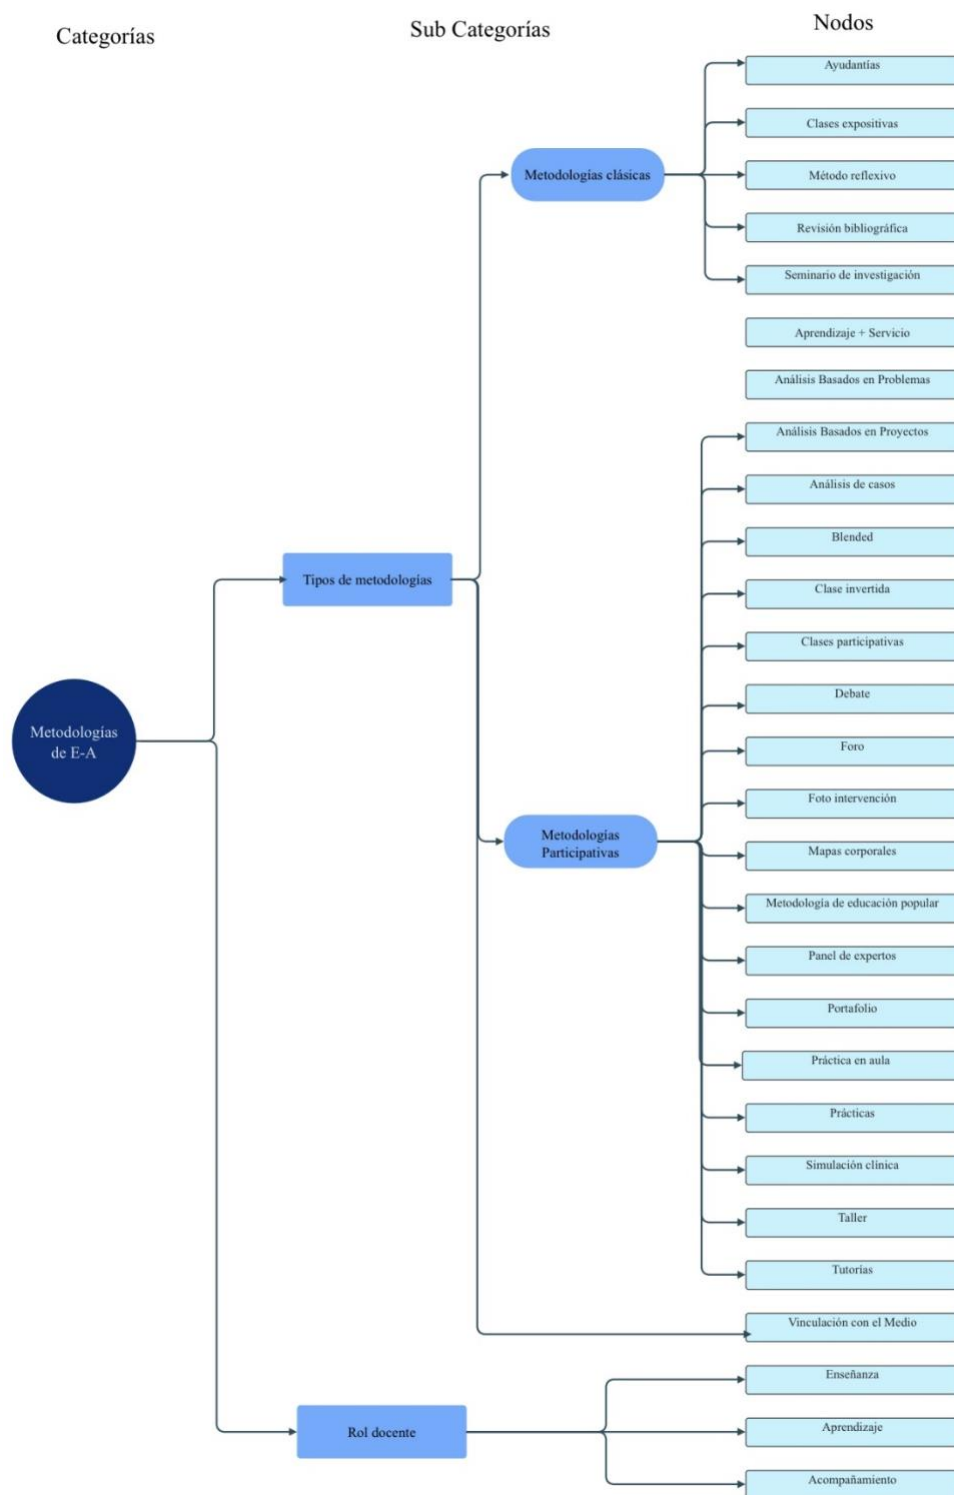 Categorías
Sub Categorías
Nodos
Metodologías
de E-A
Tipos de metodologías
Rol docente
Metodologías clásicas
Metodologías
Participativas
Ayudantías
Clases expositivas
Método reflexivo
Revisión bibliográfica
Seminario de investigación
Aprendizaje + Servicio
Análisis Basados en Problemas
Análisis Basados en Proyectos
Análisis de casos
Blended
Clase invertida
Clases participativas
Debate
Foro
Foto intervención
Mapas corporales
Metodología de educación popular
Panel de expertos
Portafolio
Práctica en aula
Prácticas
Simulación clínica
Taller
Tutorías
Vinculación con el Medio
Enseñanza
Aprendizaje
Acompañamiento